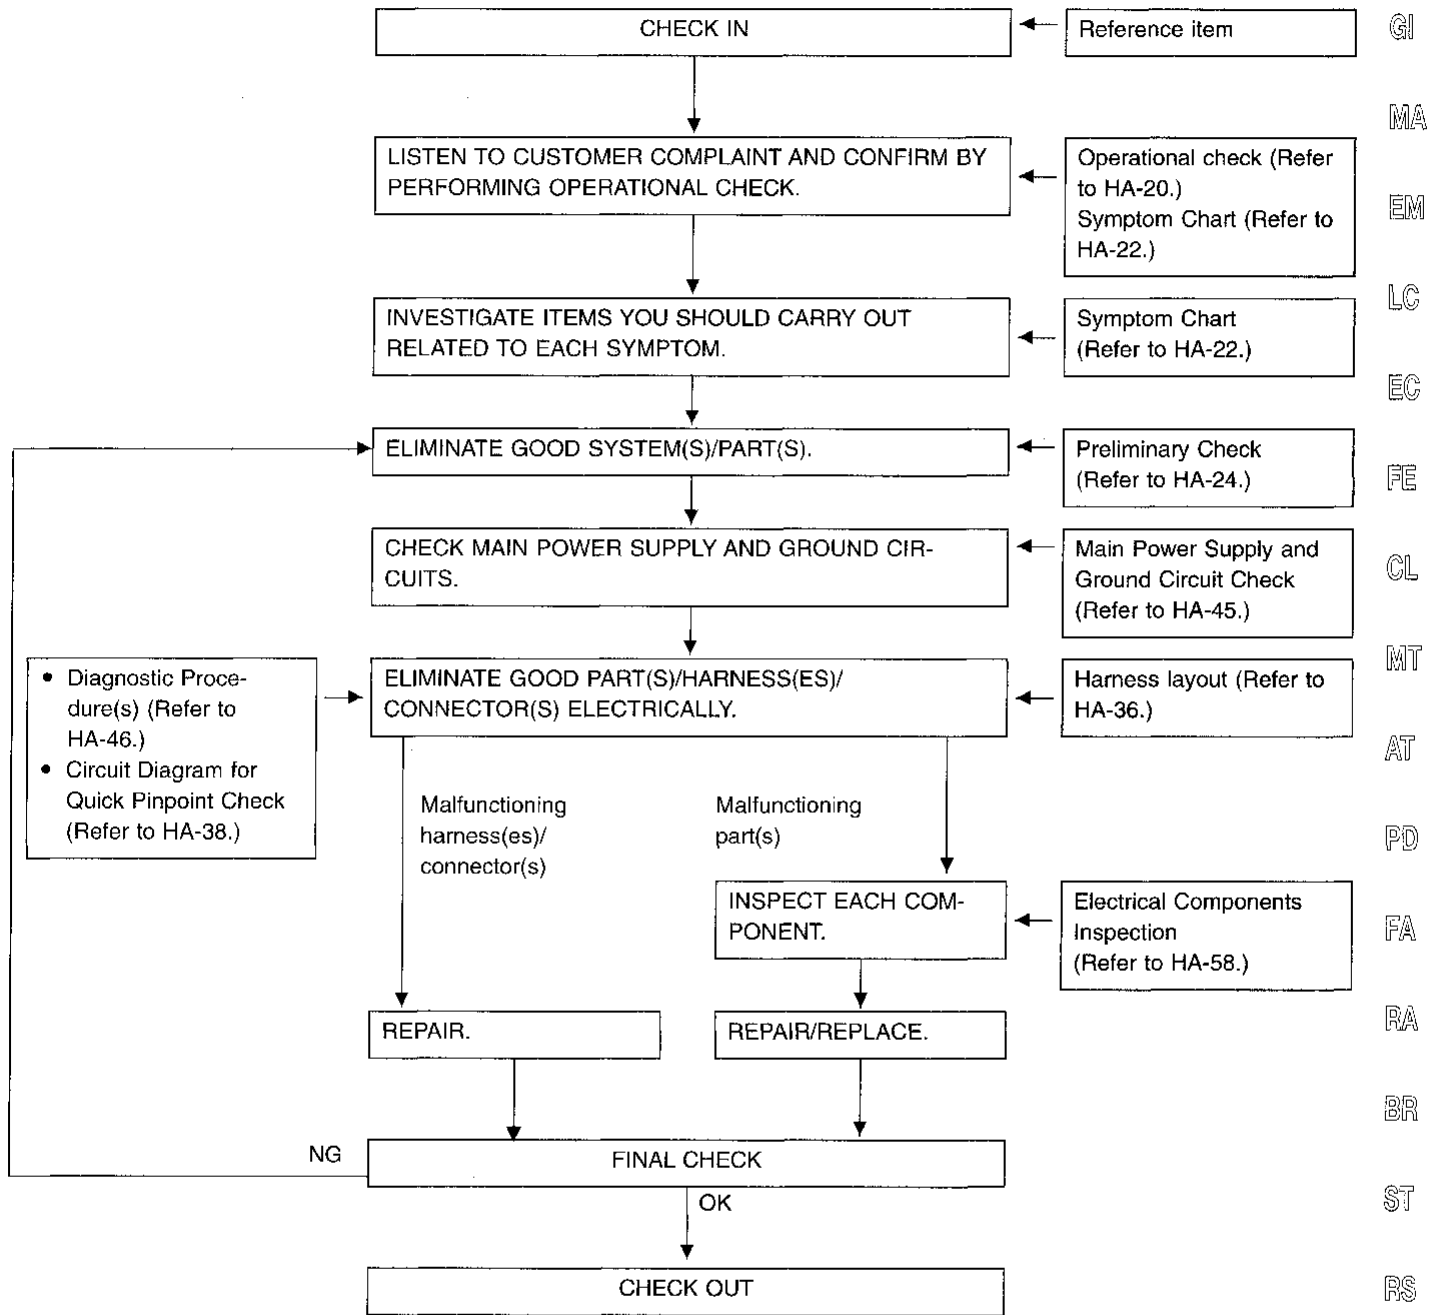 CHECK IN
Reference item
GI
MA
LISTEN TO CUSTOMER COMPLAINT AND CONFIRM BY
PERFORMING OPERATIONAL CHECK.
Operational check (Refer
to HA-20.)
Symptom Chart (Refer to
HA-22.)
EM
LC
INVESTIGATE ITEMS YOU SHOULD CARRY OUT
RELATED TO EACH SYMPTOM.
Symptom Chart
(Refer to HA-22.)
EC
ELIMINATE GOOD SYSTEM(S)/PART(S).
Preliminary Check
(Refer to HA-24.)
FE
CHECK MAIN POWER SUPPLY AND GROUND CIR-
CUITS.
Main Power Supply and
Ground Circuit Check
(Refer to HA-45.)
CL
MT
• Diagnostic Proce-
dure(s) (Refer to
HA-46.)
• Circuit Diagram for
Quick Pinpoint Check
(Refer to HA-38.)
ELIMINATE GOOD PART(S)/HARNESS(ES)/
CONNECTOR(S) ELECTRICALLY.
Harness layout (Refer to
HA-36.)
AT
Malfunctioning
harness(es)/
connector(s)
Malfunctioning
part(s)
PD
INSPECT EACH COM-
PONENT.
Electrical Components
Inspection
(Refer to HA-58.)
FA
REPAIR.
REPAIR/REPLACE.
RA
BR
NG
FINAL CHECK
OK
ST
CHECK OUT
RS